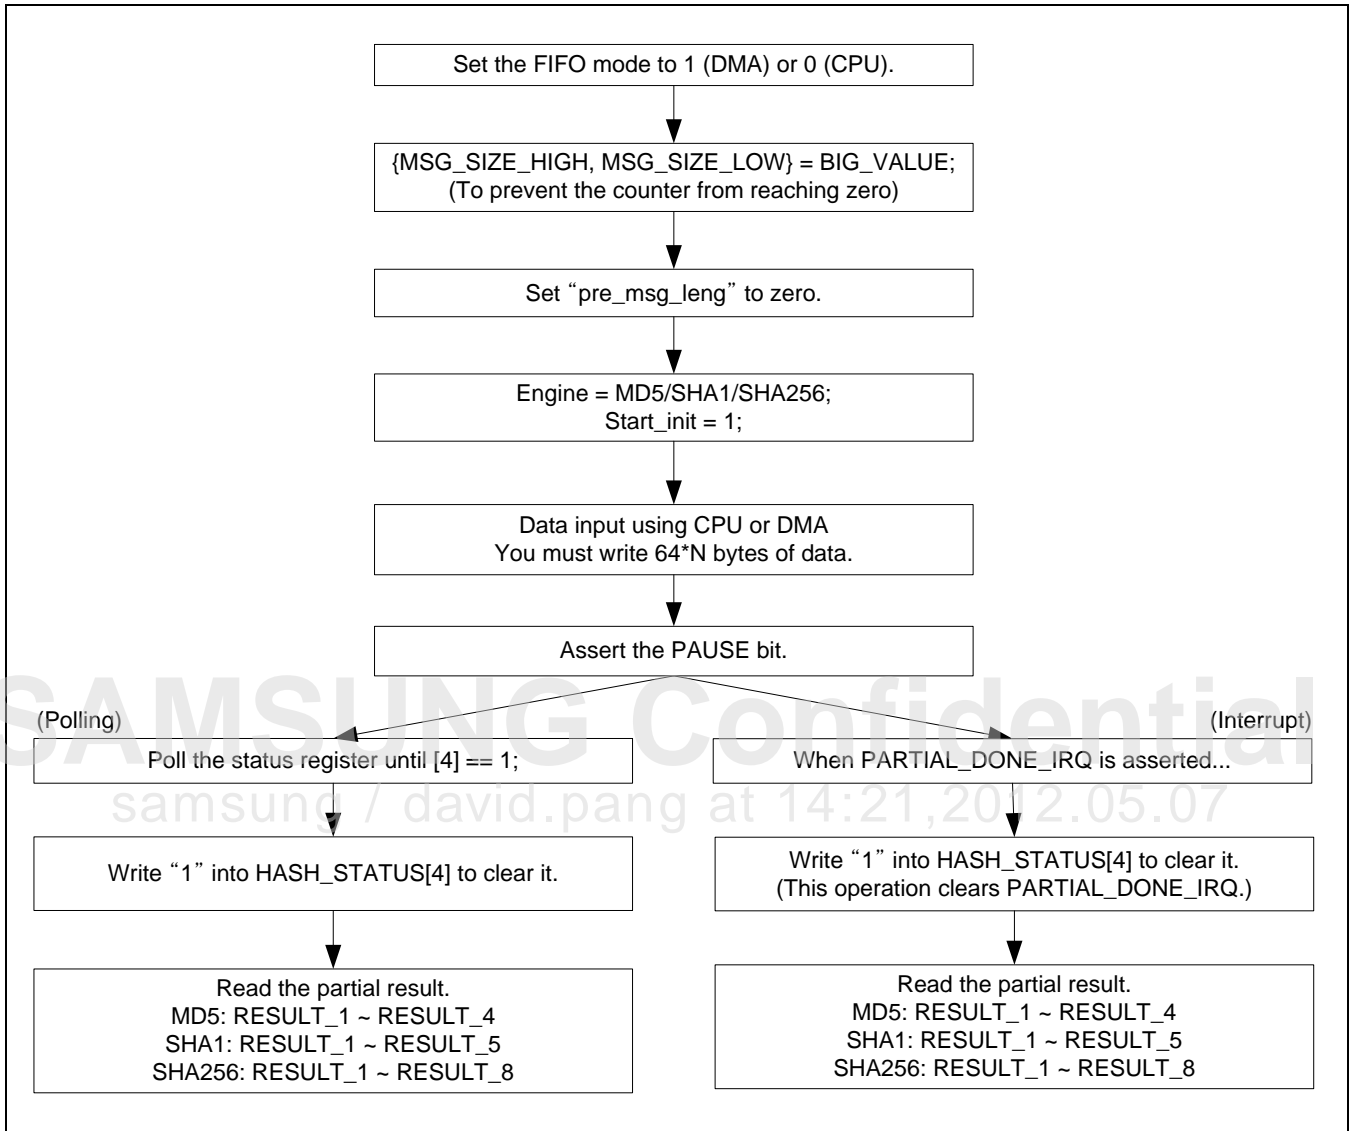 Set the FIFO mode to 1 (DMA) or 0 (CPU).
{MSG_SIZE_HIGH, MSG_SIZE_LOW} = BIG_VALUE;
(To prevent the counter from reaching zero)
Set “pre_msg_leng” to zero.
Engine = MD5/SHA1/SHA256;
Start_init = 1;
Data input using CPU or DMA
You must write 64*N bytes of data.
Assert the PAUSE bit.
SAMSUNG Confidential
(Polling)
Poll the status register until [4] == 1;
(Interrupt)
When PARTIAL_DONE_IRQ is asserted...
samsung / david.pang at 14:21,2012.05.07
Write “1” into HASH_STATUS[4] to clear it.
Write “1” into HASH_STATUS[4] to clear it.
(This operation clears PARTIAL_DONE_IRQ.)
Read the partial result.
MD5: RESULT_1 ~ RESULT_4
SHA1: RESULT_1 ~ RESULT_5
SHA256: RESULT_1 ~ RESULT_8
Read the partial result.
MD5: RESULT_1 ~ RESULT_4
SHA1: RESULT_1 ~ RESULT_5
SHA256: RESULT_1 ~ RESULT_8